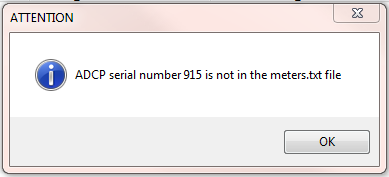 ATTENTION
ADCP serial number 915 is not in the meters.txt file
OK